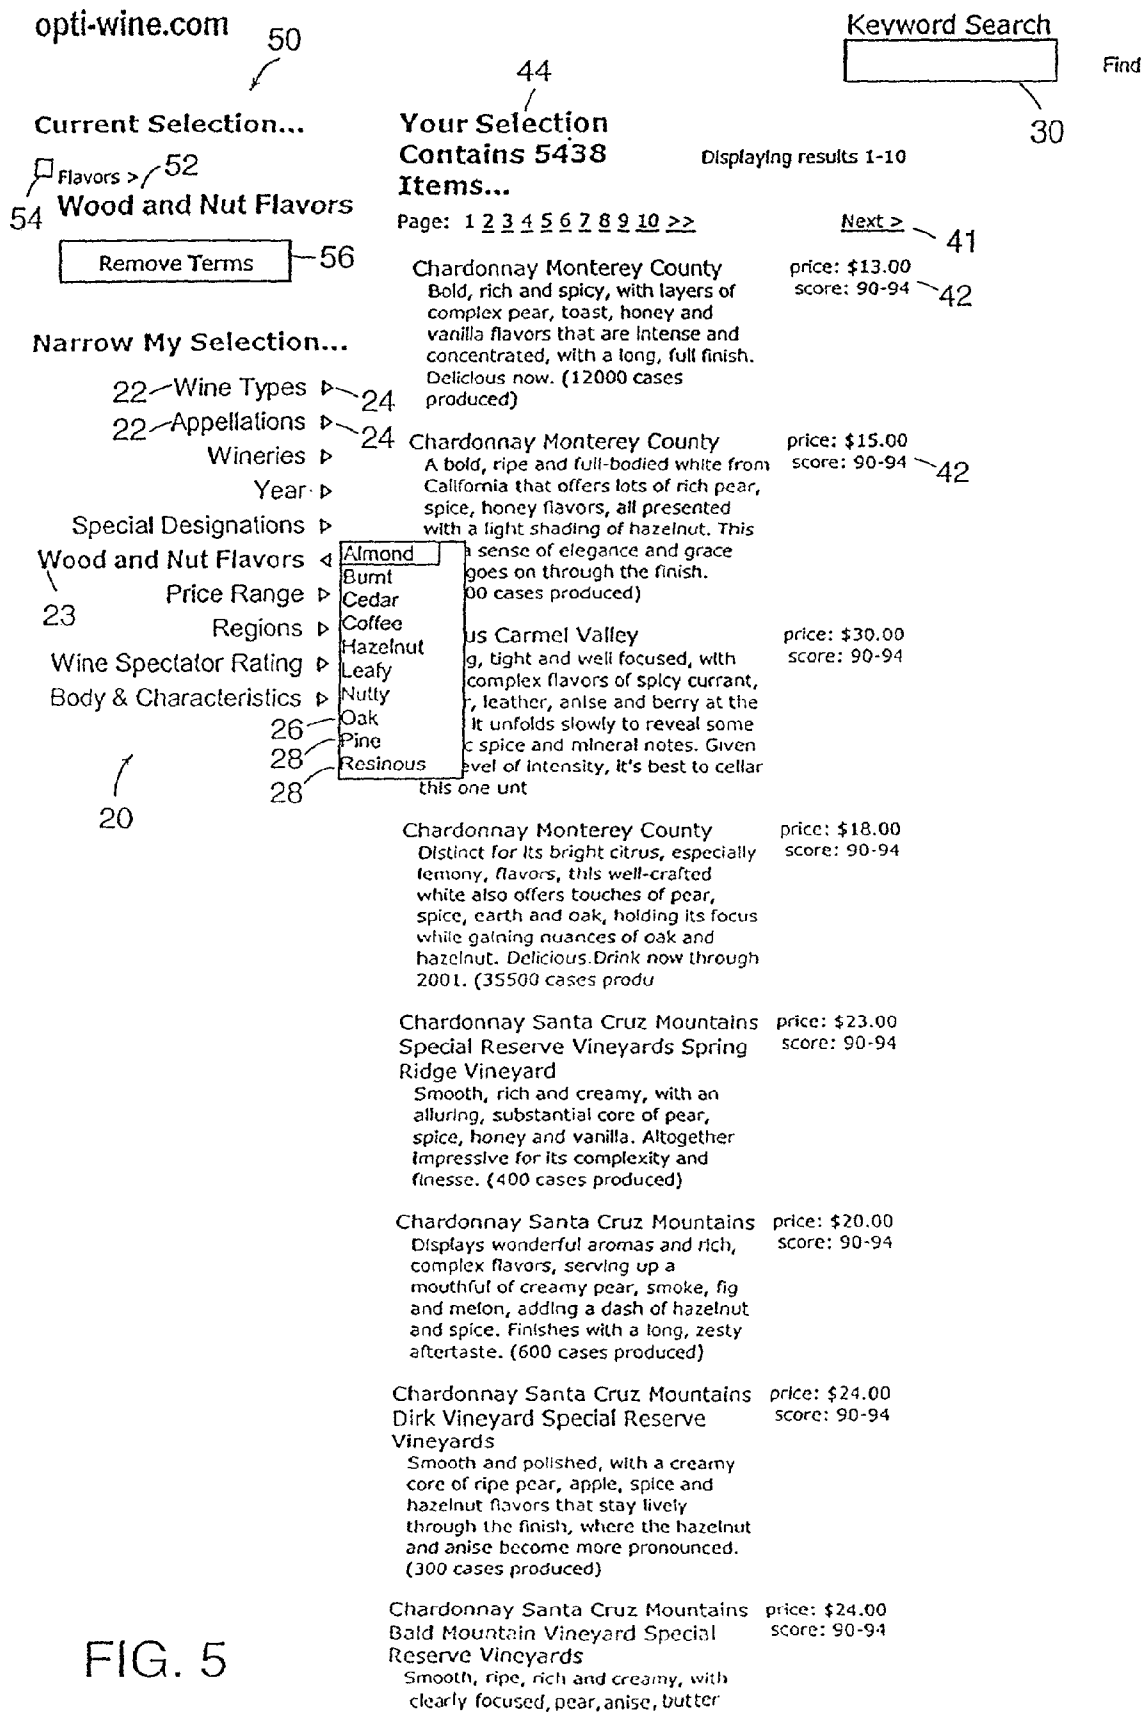 opti-wine.com
50
Keyword Search
Find
30
44
Current Selection...
54
Flavors >
52
Wood and Nut Flavors
Remove Terms
56
Narrow My Selection...
22 Wine Types 24
22 Appellations 24
Wineries
Year
Special Designations
Wood and Nut Flavors
23
Price Range
Regions
Wine Spectator Rating
Body & Characteristics
20
Almond
Burnt
Cedar
Coffee
Hazelnut
Leafy
Nutty
26 Oak
28 Pine
28 Resinous
Your Selection
Contains 5438
Items...
Displaying results 1-10
Page: 1 2 3 4 5 6 7 8 9 10 >>
Next >
41
Chardonnay Monterey County
price: $13.00
score: 90-94
42
Bold, rich and spicy, with layers of
complex pear, toast, honey and
vanilla flavors that are intense and
concentrated, with a long, full finish.
Delicious now. (12000 cases
produced)
Chardonnay Monterey County
price: $15.00
score: 90-94
42
A bold, ripe and full-bodied white from
California that offers lots of rich pear,
spice, honey flavors, all presented
with a light shading of hazelnut. This
sense of elegance and grace
goes on through the finish.
00 cases produced)
us Carmel Valley
price: $30.00
score: 90-94
g, tight and well focused, with
complex flavors of spicy currant,
, leather, anise and berry at the
it unfolds slowly to reveal some
c spice and mineral notes. Given
evel of intensity, it's best to cellar
this one unt
Chardonnay Monterey County
price: $18.00
score: 90-94
Distinct for its bright citrus, especially
lemony, flavors, this well-crafted
white also offers touches of pear,
spice, earth and oak, holding its focus
while gaining nuances of oak and
hazelnut. Delicious.Drink now through
2001. (35500 cases produ
Chardonnay Santa Cruz Mountains
Special Reserve Vineyards Spring
Ridge Vineyard
price: $23.00
score: 90-94
Smooth, rich and creamy, with an
alluring, substantial core of pear,
spice, honey and vanilla. Altogether
impressive for its complexity and
finesse. (400 cases produced)
Chardonnay Santa Cruz Mountains
price: $20.00
score: 90-94
Displays wonderful aromas and rich,
complex flavors, serving up a
mouthful of creamy pear, smoke, fig
and melon, adding a dash of hazelnut
and spice. Finishes with a long, zesty
aftertaste. (600 cases produced)
Chardonnay Santa Cruz Mountains
Dirk Vineyard Special Reserve
Vineyards
price: $24.00
score: 90-94
Smooth and polished, with a creamy
core of ripe pear, apple, spice and
hazelnut flavors that stay lively
through the finish, where the hazelnut
and anise become more pronounced.
(300 cases produced)
Chardonnay Santa Cruz Mountains
Bald Mountain Vineyard Special
Reserve Vineyards
price: $24.00
score: 90-94
Smooth, ripe, rich and creamy, with
clearly focused, pear, anise, butter
FIG. 5